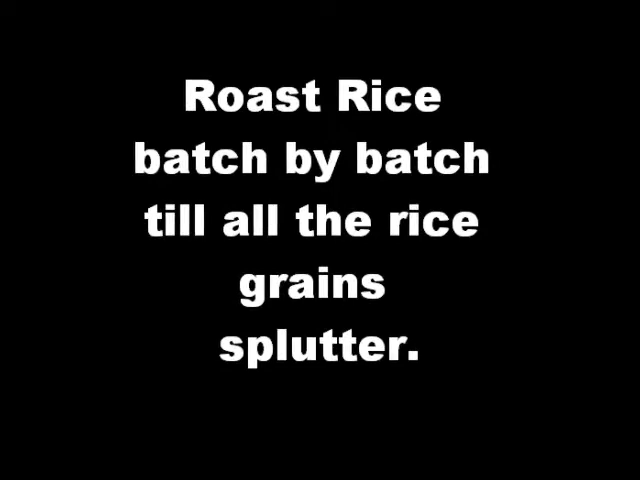 Roast Rice
batch by batch
till all the rice
grains
splutter.